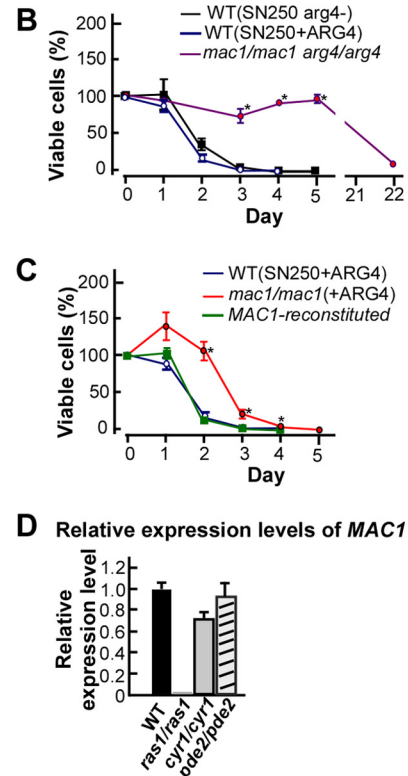 B
WT(SN250 arg4-)
WT(SN250+ARG4)
mac1/mac1 arg4/arg4
Viable cells (%)
200
150
100
50
0
* * *
0 1 2 3 4 5 21 22
Day
C
WT(SN250+ARG4)
mac1/mac1(+ARG4)
MAC1-reconstituted
Viable cells (%)
200
150
100
50
0
* * *
0 1 2 3 4 5
Day
D Relative expression levels of MAC1
Relative
expression level
1.2
1.0
0.8
0.6
0.4
0.2
0
WT
ras1/ras1
cyr1/cyr1
pde2/pde2